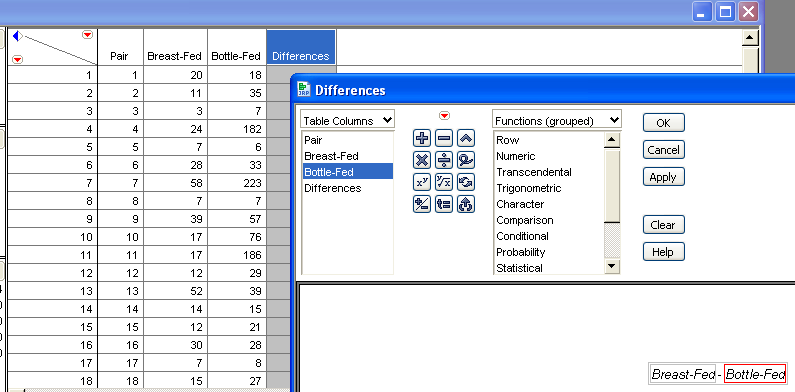 Pair Breast-Fed Bottle-Fed Differences
1 1 20 18
2 2 11 35
3 3 3 7
4 4 24 182
5 5 7 6
6 6 28 33
7 7 58 223
8 8 7 7
9 9 39 57
10 10 17 76
11 11 17 186
12 12 12 29
13 13 52 39
14 14 14 15
15 15 12 21
16 16 30 28
17 17 7 8
18 18 15 27
Differences
Table Columns
Pair
Breast-Fed
Bottle-Fed
Differences
Functions (grouped)
Row
Numeric
Transcendental
Trigonometric
Character
Comparison
Conditional
Probability
Statistical
OK
Cancel
Apply
Clear
Help
Breast-Fed - Bottle-Fed